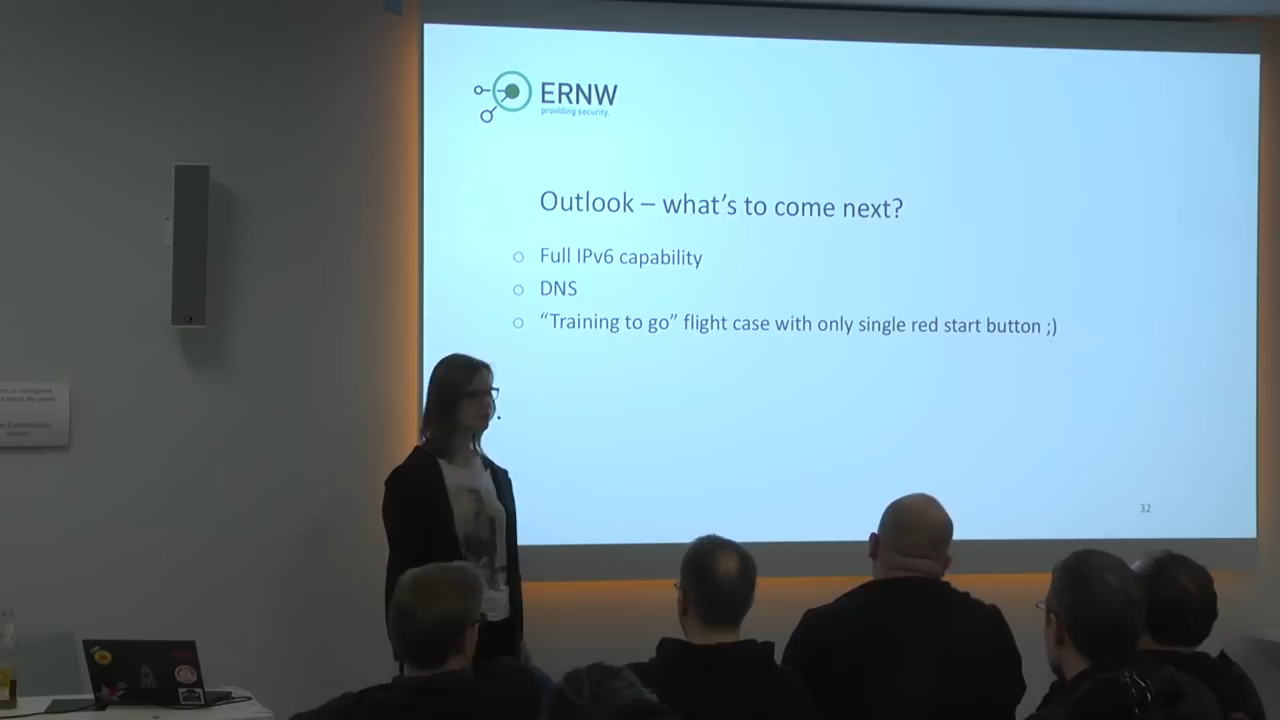 ERNW
providing security.
Outlook – what's to come next?
Full IPv6 capability
DNS
“Training to go” flight case with only single red start button ;)
32